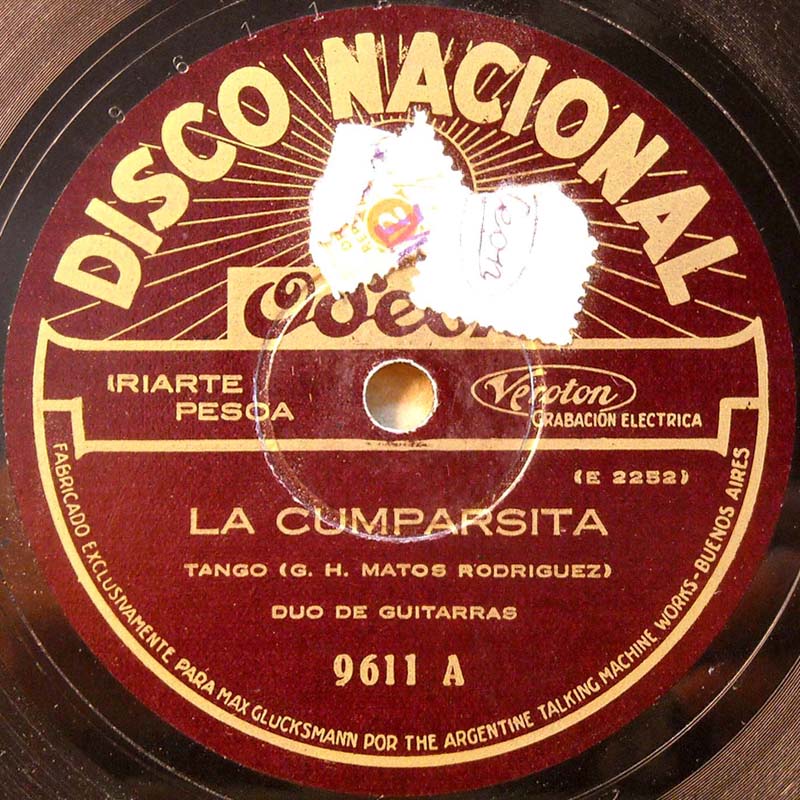 DISCO NACIONAL
Odeon
IRIARTE
PESOA
Veroton
GRABACIÓN ELECTRICA
(E 2252)
LA CUMPARSITA
TANGO (G. H. MATOS RODRIGUEZ)
DUO DE GUITARRAS
9611 A
FABRICADO EXCLUSIVAMENTE PARA MAX GLUCKSMANN POR THE ARGENTINE TALKING MACHINE WORKS-BUENOS AIRES